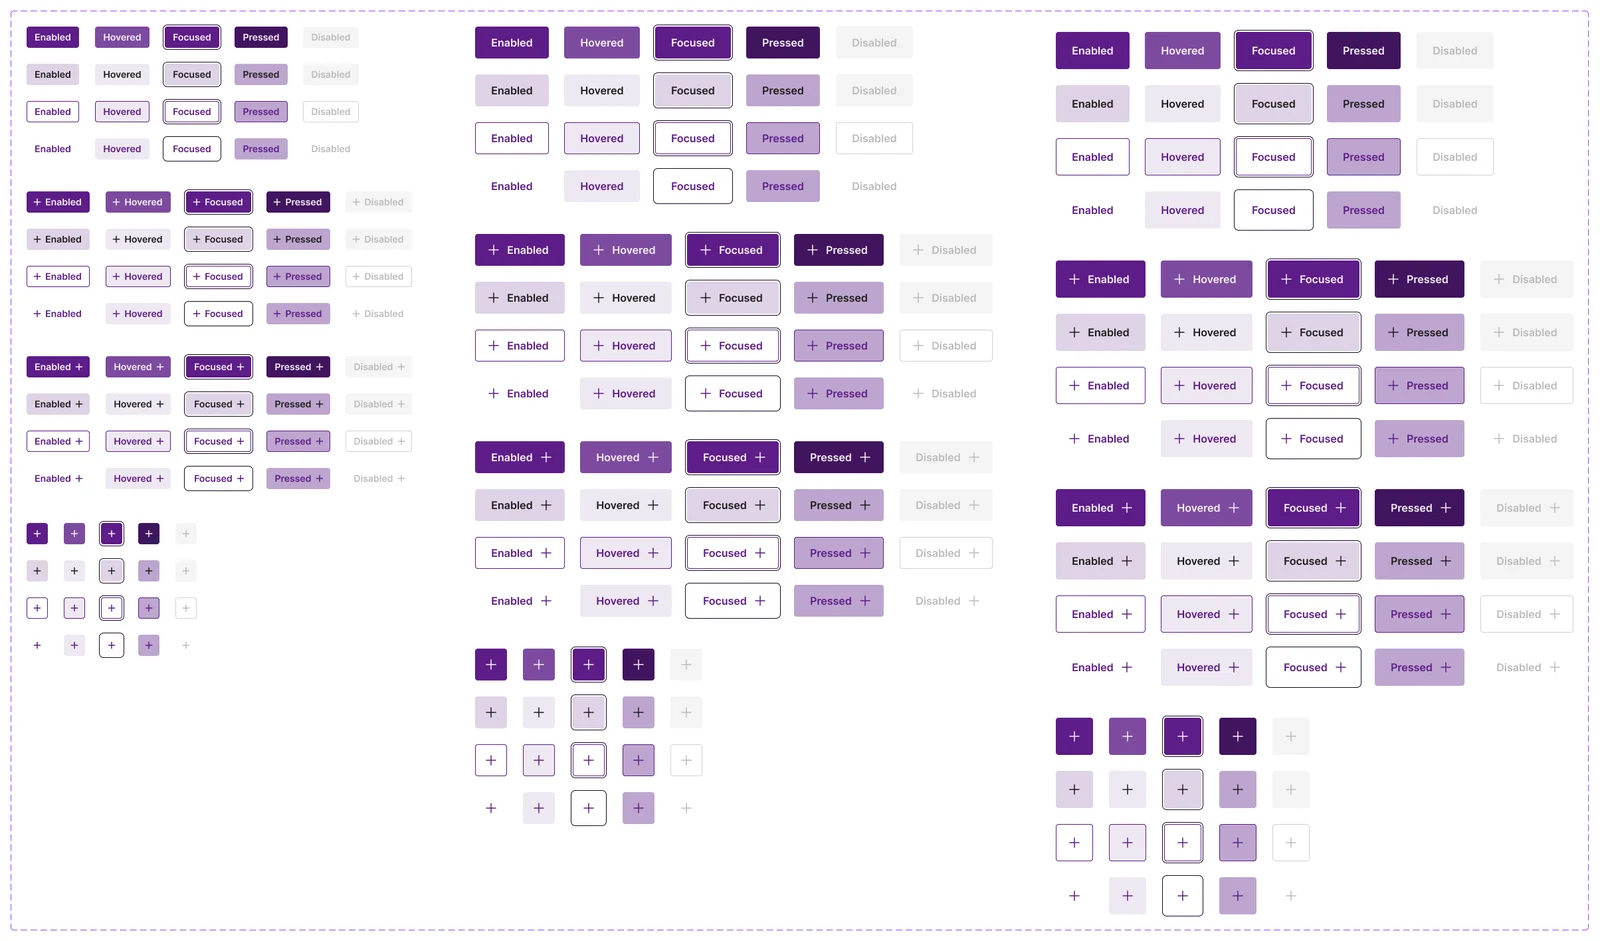 Enabled Hovered Focused Pressed Disabled
Enabled Hovered Focused Pressed Disabled
Enabled Hovered Focused Pressed Disabled
Enabled Hovered Focused Pressed Disabled
+ Enabled + Hovered + Focused + Pressed + Disabled
+ Enabled + Hovered + Focused + Pressed + Disabled
+ Enabled + Hovered + Focused + Pressed + Disabled
+ Enabled + Hovered + Focused + Pressed + Disabled
Enabled + Hovered + Focused + Pressed + Disabled +
Enabled + Hovered + Focused + Pressed + Disabled +
Enabled + Hovered + Focused + Pressed + Disabled +
Enabled + Hovered + Focused + Pressed + Disabled +
+ + + + +
+ + + + +
+ + + + +
+ + + + +
Enabled Hovered Focused Pressed Disabled
Enabled Hovered Focused Pressed Disabled
Enabled Hovered Focused Pressed Disabled
Enabled Hovered Focused Pressed Disabled
+ Enabled + Hovered + Focused + Pressed + Disabled
+ Enabled + Hovered + Focused + Pressed + Disabled
+ Enabled + Hovered + Focused + Pressed + Disabled
+ Enabled + Hovered + Focused + Pressed + Disabled
Enabled + Hovered + Focused + Pressed + Disabled +
Enabled + Hovered + Focused + Pressed + Disabled +
Enabled + Hovered + Focused + Pressed + Disabled +
Enabled + Hovered + Focused + Pressed + Disabled +
+ + + + +
+ + + + +
+ + + + +
+ + + + +
Enabled Hovered Focused Pressed Disabled
Enabled Hovered Focused Pressed Disabled
Enabled Hovered Focused Pressed Disabled
Enabled Hovered Focused Pressed Disabled
+ Enabled + Hovered + Focused + Pressed + Disabled
+ Enabled + Hovered + Focused + Pressed + Disabled
+ Enabled + Hovered + Focused + Pressed + Disabled
+ Enabled + Hovered + Focused + Pressed + Disabled
Enabled + Hovered + Focused + Pressed + Disabled +
Enabled + Hovered + Focused + Pressed + Disabled +
Enabled + Hovered + Focused + Pressed + Disabled +
Enabled + Hovered + Focused + Pressed + Disabled +
+ + + + +
+ + + + +
+ + + + +
+ + + + +